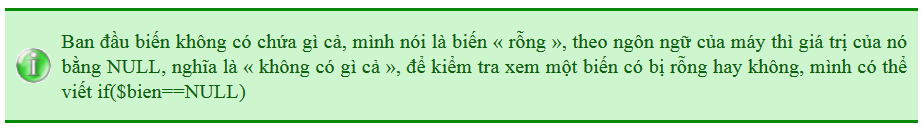 Ban đầu biến không có chứa gì cả, mình nói là biến « rỗng », theo ngôn ngữ của máy thì giá trị của nó
bằng NULL, nghĩa là « không có gì cả », để kiểm tra xem một biến có bị rỗng hay không, mình có thể
viết if($bien==NULL)